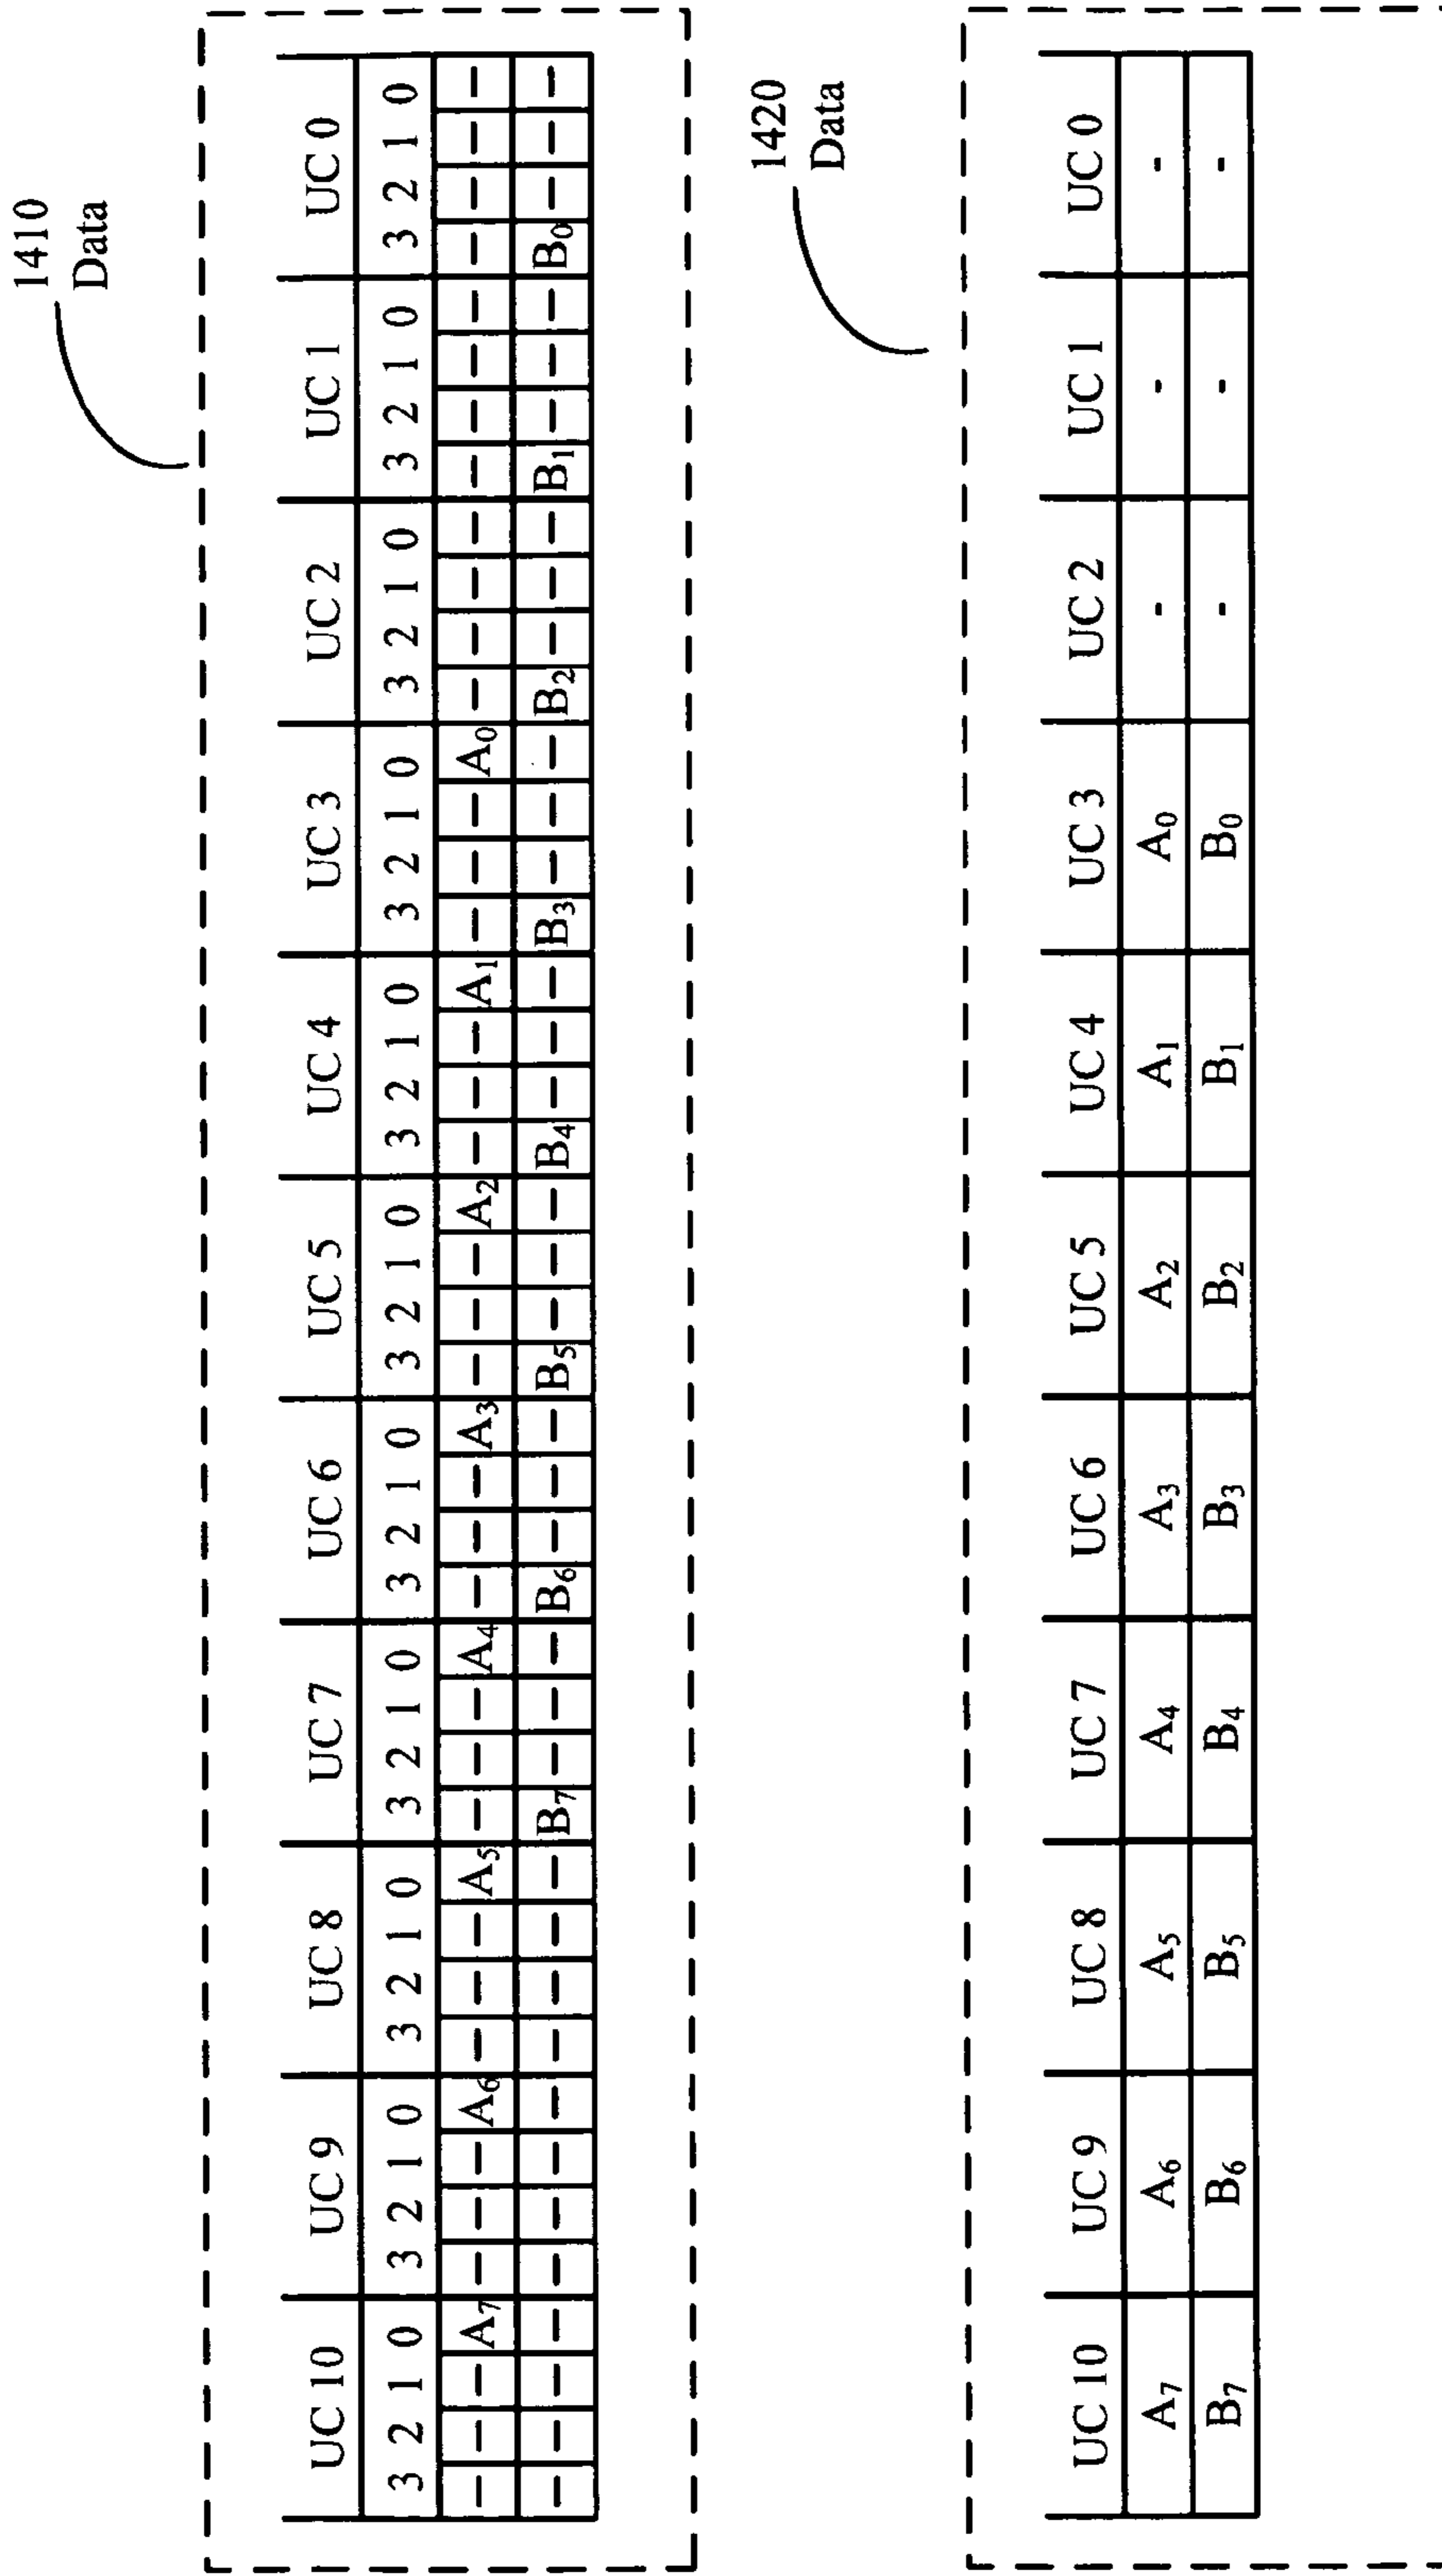 1410
Data
UC 10 UC 9 UC 8 UC 7 UC 6 UC 5 UC 4 UC 3 UC 2 UC 1 UC 0
3 2 1 0 3 2 1 0 3 2 1 0 3 2 1 0 3 2 1 0 3 2 1 0 3 2 1 0 3 2 1 0 3 2 1 0 3 2 1 0 3 2 1 0
— — — A₇ — — — A₆ — — — A₅ — — — A₄ — — — A₃ — — — A₂ — — — A₁ — — — A₀ — — — — — — — — — — — —
— — — — — — — — — — — — B₇ — — — B₆ — — — B₅ — — — B₄ — — — B₃ — — — B₂ — — — B₁ — — — B₀ — — —
1420
Data
UC 10 UC 9 UC 8 UC 7 UC 6 UC 5 UC 4 UC 3 UC 2 UC 1 UC 0
A₇ A₆ A₅ A₄ A₃ A₂ A₁ A₀ - - -
B₇ B₆ B₅ B₄ B₃ B₂ B₁ B₀ - - -